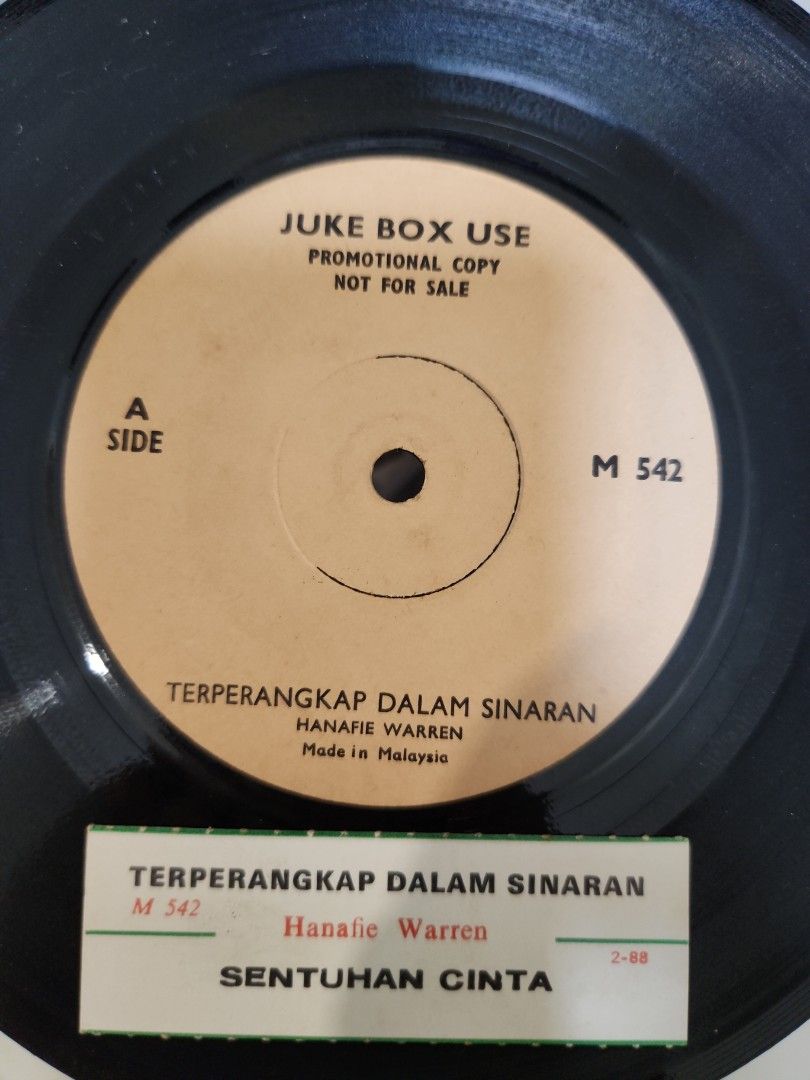 JUKE BOX USE
PROMOTIONAL COPY
NOT FOR SALE
A
SIDE
M 542
TERPERANGKAP DALAM SINARAN
HANAFIE WARREN
Made in Malaysia
TERPERANGKAP DALAM SINARAN
M 542
Hanafie Warren
2-88
SENTUHAN CINTA